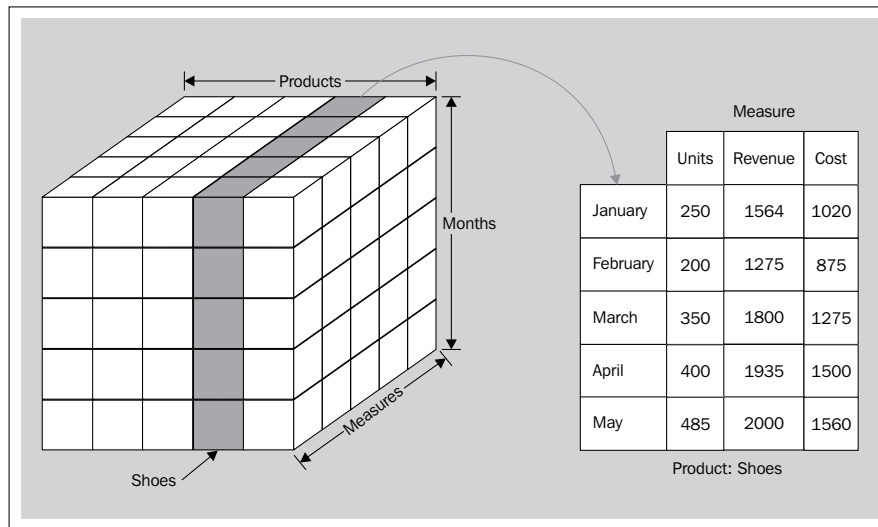 Products
Months
Measures
Shoes
Measure
Units Revenue Cost
January 250 1564 1020
February 200 1275 875
March 350 1800 1275
April 400 1935 1500
May 485 2000 1560
Product: Shoes